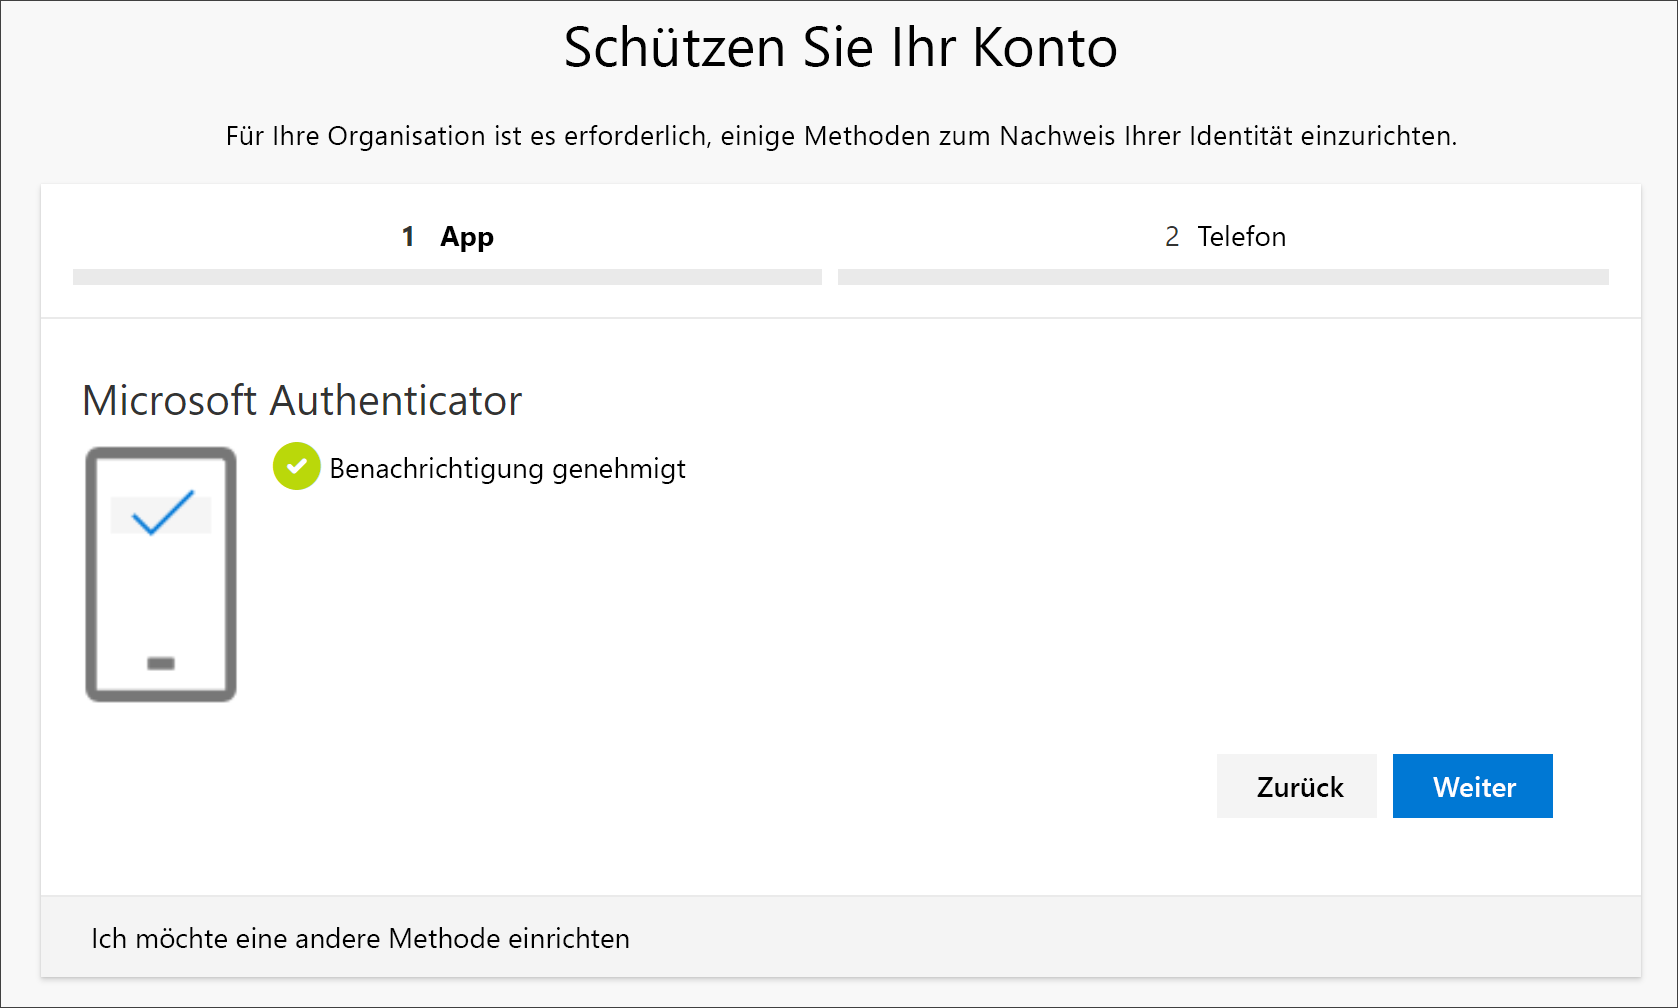 Schützen Sie Ihr Konto
Für Ihre Organisation ist es erforderlich, einige Methoden zum Nachweis Ihrer Identität einzurichten.
1 App
2 Telefon
Microsoft Authenticator
Benachrichtigung genehmigt
Zurück
Weiter
Ich möchte eine andere Methode einrichten